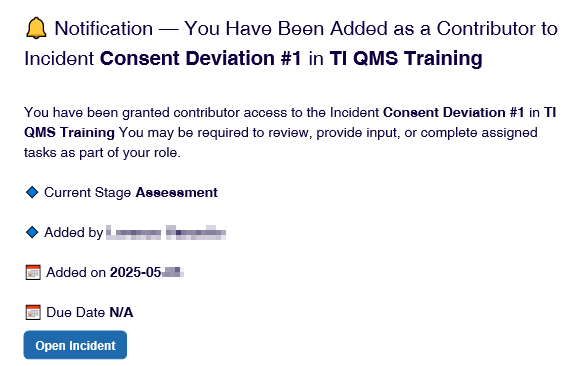 Notification — You Have Been Added as a Contributor to
Incident Consent Deviation #1 in TI QMS Training
You have been granted contributor access to the Incident Consent Deviation #1 in TI
QMS Training You may be required to review, provide input, or complete assigned
tasks as part of your role.
Current Stage Assessment
Added by
Added on 2025-05
Due Date N/A
Open Incident